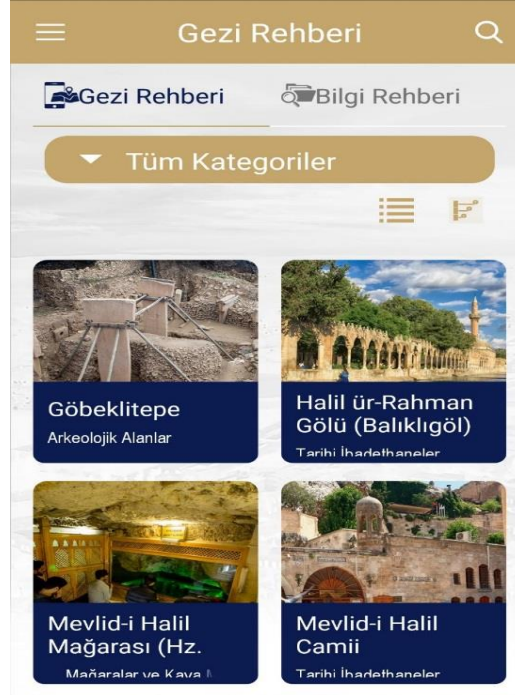 Gezi Rehberi
Gezi Rehberi
Bilgi Rehberi
Tüm Kategoriler
Göbeklitepe
Arkeolojik Alanlar
Halil ür-Rahman
Gölü (Balıklıgöl)
Tarihi İbadethaneler
Mevlid-i Halil
Mağarası (Hz.
Mağaralar ve Kaya
Mevlid-i Halil
Camii
Tarihi İbadethaneler